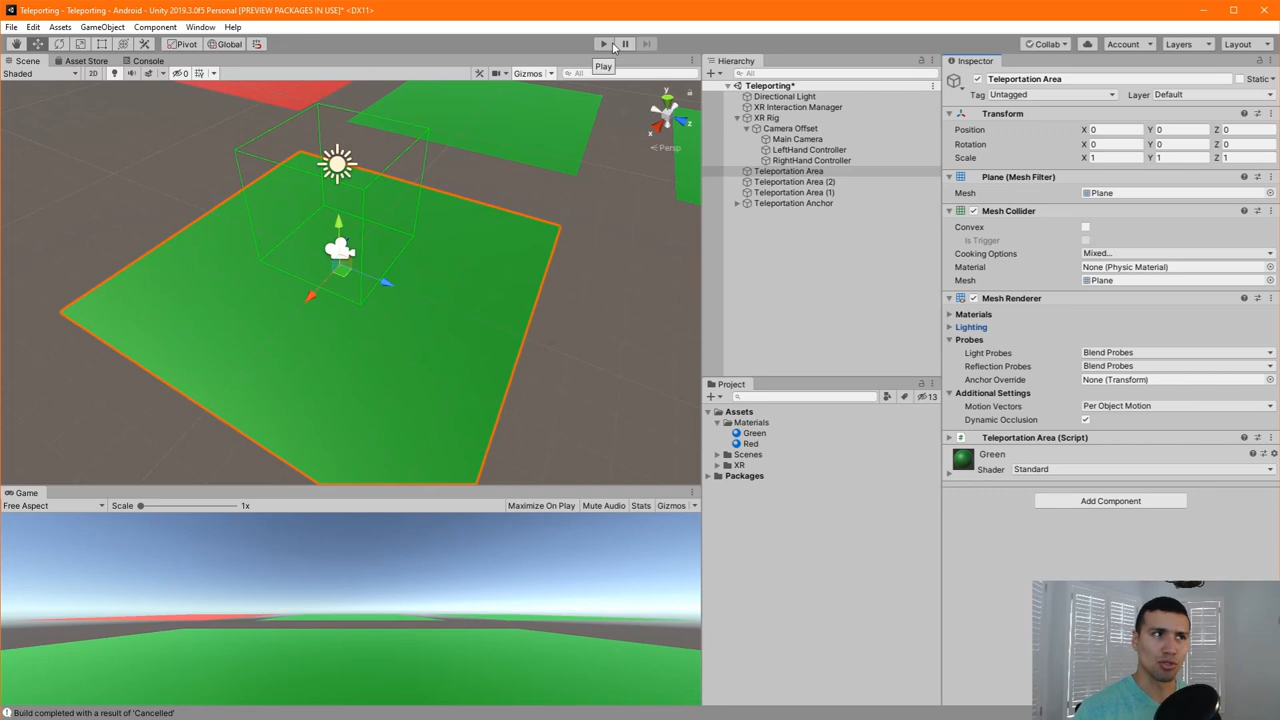 Teleporting - Teleporting - Android - Unity 2019.3.0f5 Personal [PREVIEW PACKAGES IN USE]* <DX11>
File Edit Assets GameObject Component Window Help
Pivot Global Collab Account Layers Layout
Play
Scene Asset Store Console
Shaded 2D 0 Gizmos All
y
x
z
Persp
Game
Free Aspect Scale 1x Maximize On Play Mute Audio Stats Gizmos
Hierarchy
All
Teleporting*
Directional Light
XR Interaction Manager
XR Rig
Camera Offset
Main Camera
LeftHand Controller
RightHand Controller
Teleportation Area
Teleportation Area (2)
Teleportation Area (1)
Teleportation Anchor
Project
13
Assets
Materials
Green
Red
Scenes
XR
Packages
Inspector
Teleportation Area Static
Tag Untagged Layer Default
Transform
Position X 0 Y 0 Z 0
Rotation X 0 Y 0 Z 0
Scale X 1 Y 1 Z 1
Plane (Mesh Filter)
Mesh Plane
Mesh Collider
Convex
Is Trigger
Cooking Options Mixed...
Material None (Physic Material)
Mesh Plane
Mesh Renderer
Materials
Lighting
Probes
Light Probes Blend Probes
Reflection Probes Blend Probes
Anchor Override None (Transform)
Additional Settings
Motion Vectors Per Object Motion
Dynamic Occlusion
Teleportation Area (Script)
Green
Shader Standard
Add Component
Build completed with a result of 'Cancelled'